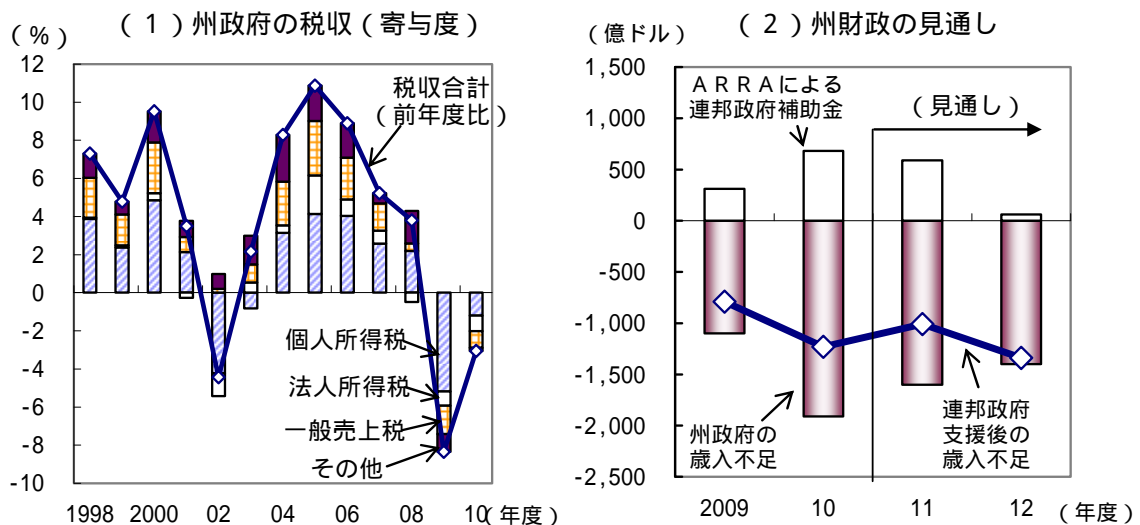 （１）州政府の税収（寄与度）
（％）
12
10
8
6
4
2
0
-2
-4
-6
-8
-10
税収合計
（前年度比）
個人所得税
法人所得税
一般売上税
その他
1998 2000 02 04 06 08 10（年度）
（２）州財政の見通し
（億ドル）
1,500
1,000
500
0
-500
-1,000
-1,500
-2,000
-2,500
ＡＲＲＡによる
連邦政府補助金
（見通し）
州政府の
歳入不足
連邦政府
支援後の
歳入不足
2009 10 11 12 （年度）